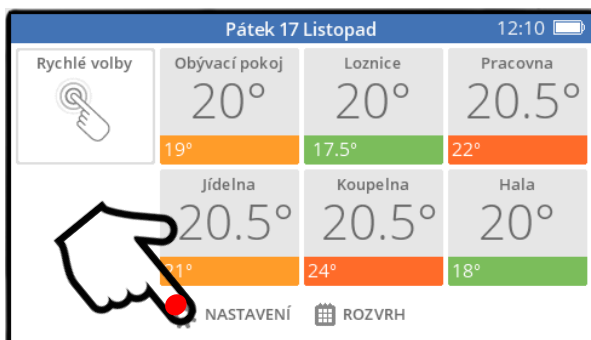 Pátek 17 Listopad 12:10
Rychlé volby
Obývací pokoj
20°
19°
Loznice
20°
17.5°
Pracovna
20.5°
22°
Jídelna
20.5°
21°
Koupelna
20.5°
24°
Hala
20°
18°
NASTAVENÍ ROZVRH